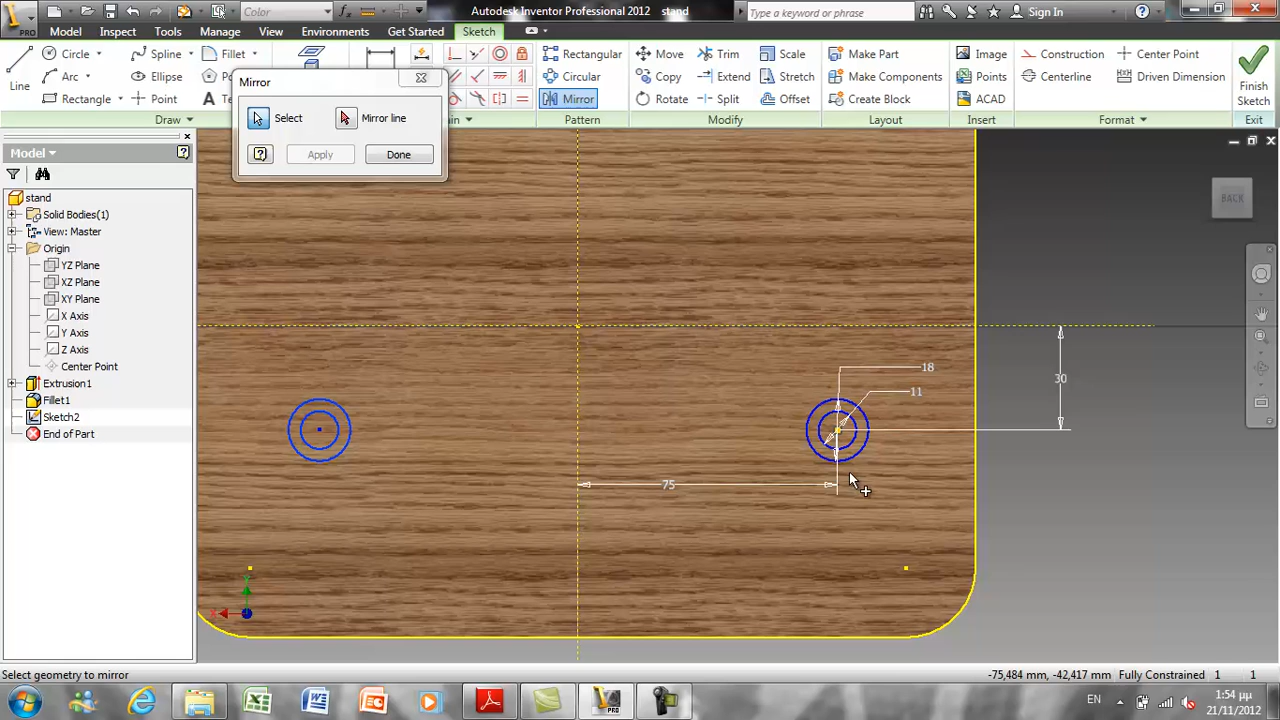 PRO
Color
Autodesk Inventor Professional 2012 stand
Type a keyword or phrase
Sign In
Model Inspect Tools Manage View Environments Get Started Sketch
Line
Circle
Arc
Rectangle
Spline
Ellipse
Point
Fillet
Draw
Rectangular
Circular
Mirror
Pattern
Move
Copy
Rotate
Trim
Extend
Split
Scale
Stretch
Offset
Modify
Make Part
Make Components
Create Block
Layout
Image
Points
ACAD
Insert
Construction
Centerline
Center Point
Driven Dimension
Format
Finish
Sketch
Exit
Mirror
Select
Mirror line
Apply
Done
Model
stand
Solid Bodies(1)
View: Master
Origin
YZ Plane
XZ Plane
XY Plane
X Axis
Y Axis
Z Axis
Center Point
Extrusion1
Fillet1
Sketch2
End of Part
BACK
18
11
30
75
Select geometry to mirror
-75,484 mm, -42,417 mm Fully Constrained 1 1
EN
1:54 μμ
21/11/2012